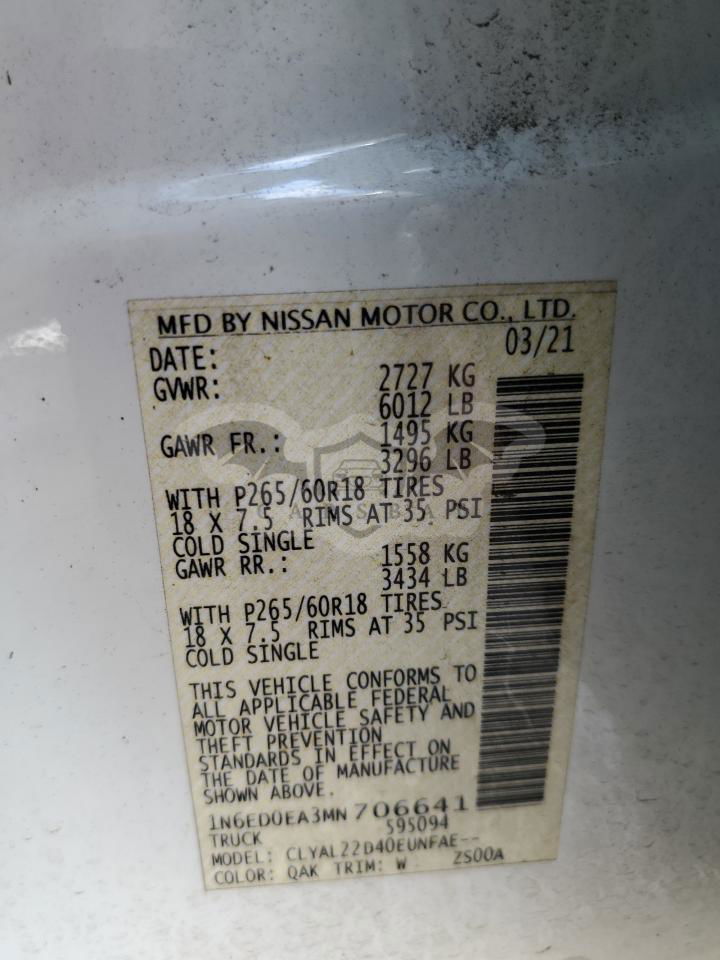 MFD BY NISSAN MOTOR CO., LTD.
DATE: 03/21
GVWR: 2727 KG
6012 LB
GAWR FR.: 1495 KG
3296 LB
WITH P265/60R18 TIRES
18 X 7.5 RIMS AT 35 PSI
COLD SINGLE
GAWR RR.: 1558 KG
3434 LB
WITH P265/60R18 TIRES
18 X 7.5 RIMS AT 35 PSI
COLD SINGLE
THIS VEHICLE CONFORMS TO
ALL APPLICABLE FEDERAL
MOTOR VEHICLE SAFETY AND
THEFT PREVENTION
STANDARDS IN EFFECT ON
THE DATE OF MANUFACTURE
SHOWN ABOVE.
1N6ED0EA3MN706641
TRUCK 595094
MODEL: CLYAL22D40EUNFAE--
COLOR: QAK TRIM: W ZS00A